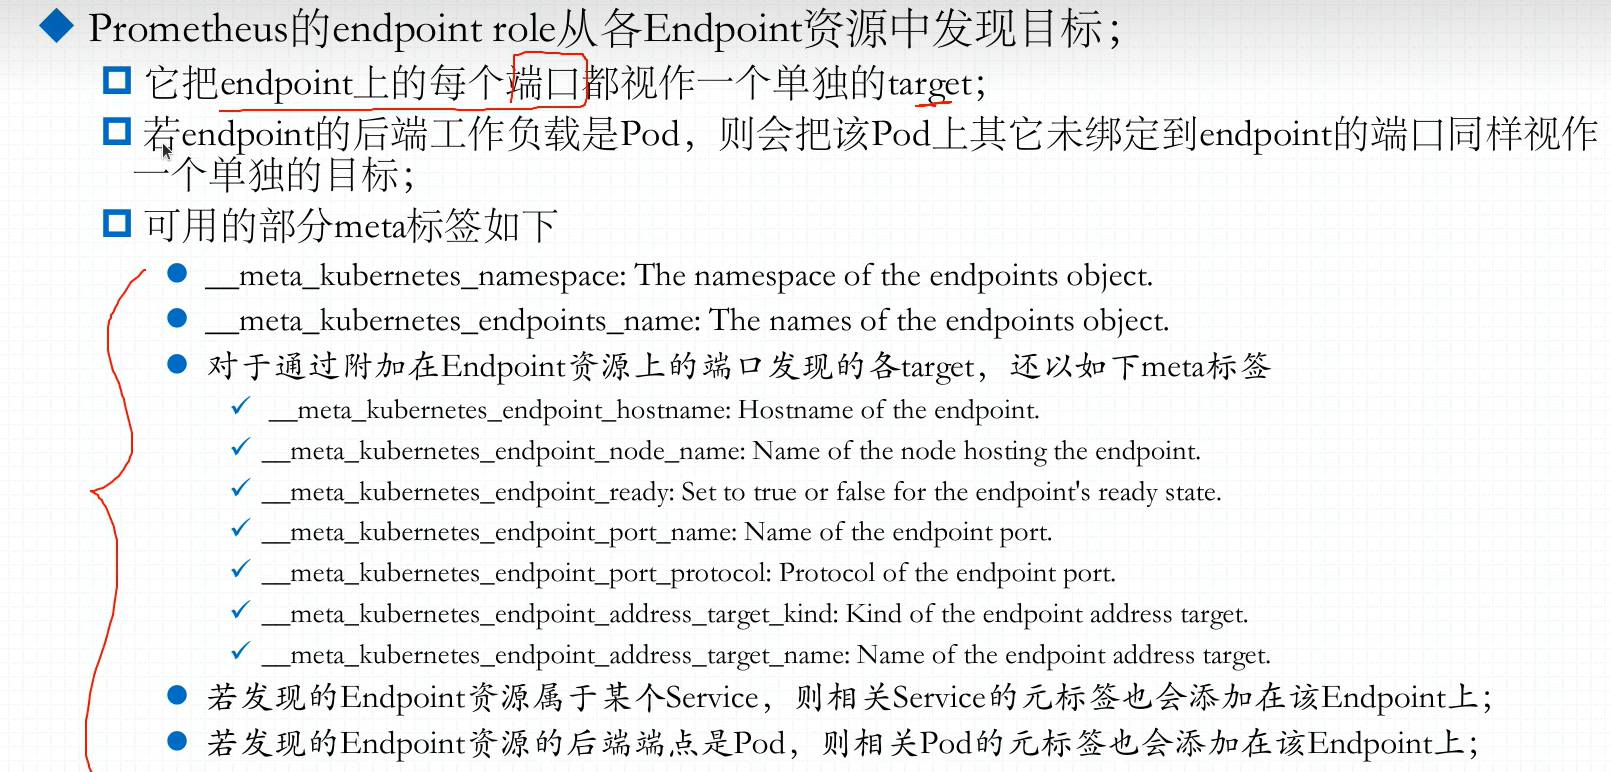 Prometheus的endpoint role从各Endpoint资源中发现目标；
它把endpoint上的每个端口都视作一个单独的target；
若endpoint的后端工作负载是Pod，则会把该Pod上其它未绑定到endpoint的端口同样视作
一个单独的目标；
可用的部分meta标签如下
__meta_kubernetes_namespace: The namespace of the endpoints object.
__meta_kubernetes_endpoints_name: The names of the endpoints object.
对于通过附加在Endpoint资源上的端口发现的各target，还以如下meta标签
__meta_kubernetes_endpoint_hostname: Hostname of the endpoint.
__meta_kubernetes_endpoint_node_name: Name of the node hosting the endpoint.
__meta_kubernetes_endpoint_ready: Set to true or false for the endpoint's ready state.
__meta_kubernetes_endpoint_port_name: Name of the endpoint port.
__meta_kubernetes_endpoint_port_protocol: Protocol of the endpoint port.
__meta_kubernetes_endpoint_address_target_kind: Kind of the endpoint address target.
__meta_kubernetes_endpoint_address_target_name: Name of the endpoint address target.
若发现的Endpoint资源属于某个Service，则相关Service的元标签也会添加在该Endpoint上；
若发现的Endpoint资源的后端端点是Pod，则相关Pod的元标签也会添加在该Endpoint上；